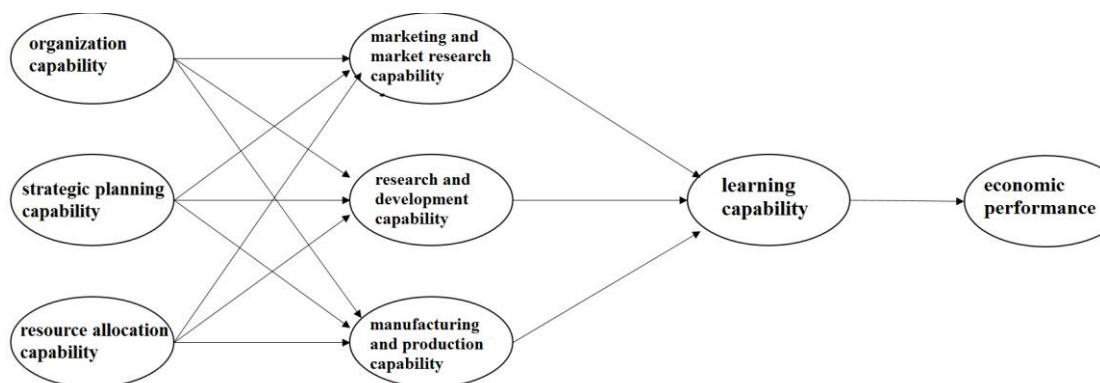 organization
capability
marketing and
market research
capability
strategic planning
capability
research and
development
capability
learning
capability
economic
performance
resource allocation
capability
manufacturing
and production
capability